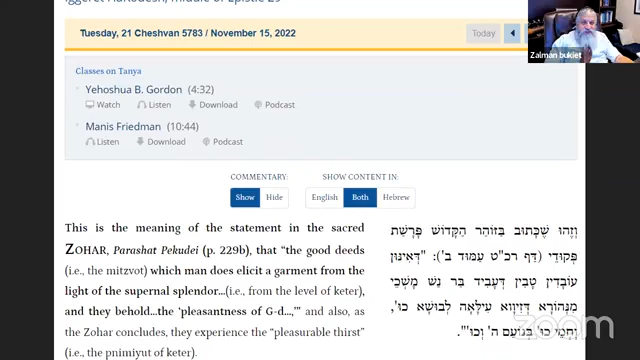 Iggeret HaKodesh, middle of Epistle 29
Tuesday, 21 Cheshvan 5783 / November 15, 2022
Today
Zalman bukiet
Classes on Tanya
Yehoshua B. Gordon (4:32)
Watch Listen Download Podcast
Manis Friedman (10:44)
Listen Download Podcast
COMMENTARY: SHOW CONTENT IN:
Show Hide English Both Hebrew
This is the meaning of the statement in the sacred
ZOHAR, Parashat Pekudei (p. 229b), that “the good deeds
(i.e., the mitzvot) which man does elicit a garment from the
light of the supernal splendor...(i.e., from the level of keter),
and they behold...the ‘pleasantness of G-d...,’” and also, as
the Zohar concludes, they experience the “pleasurable thirst”
(i.e., the pnimiyut of keter).
וְזֶהוּ שֶׁכָּתוּב בַּזּוֹהַר הַקָּדוֹשׁ פָּרָשַׁת
פְּקוּדֵי (דַּף רכ"ט עַמּוּד ב'): "דְּאִינּוּן
עוֹבָדִין טָבִין דְּעָבֵיד בַּר נַשׁ מָשְׁכֵי
מִנְּהוֹרָא דְּזִיווָא עִילָּאָה לְבוּשָׁא כו',
וְחָמֵי כו' בְּנוֹעַם ה' וְכוּ'".
zoom